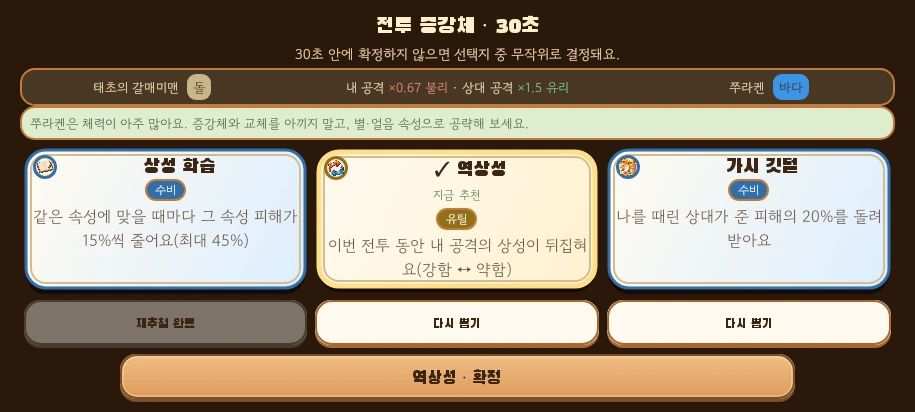 전투 증강체 · 30초
30초 안에 확정하지 않으면 선택지 중 무작위로 결정돼요.
태초의 갈매미맨 돌 내 공격 ×0.67 불리 · 상대 공격 ×1.5 유리 쭈라켄 바다
쭈라켄은 체력이 아주 많아요. 증강체와 교체를 아끼지 말고, 별·얼음 속성으로 공략해 보세요.
상성 학습
수비
같은 속성에 맞을 때마다 그 속성 피해가
15%씩 줄어요(최대 45%)
✓ 역상성
지금 추천
유틸
이번 전투 동안 내 공격의 상성이 뒤집혀
요(강함 ↔ 약함)
가시 깃털
수비
나를 때린 상대가 준 피해의 20%를 돌려
받아요
재추첨 완료
다시 뽑기
다시 뽑기
역상성 · 확정